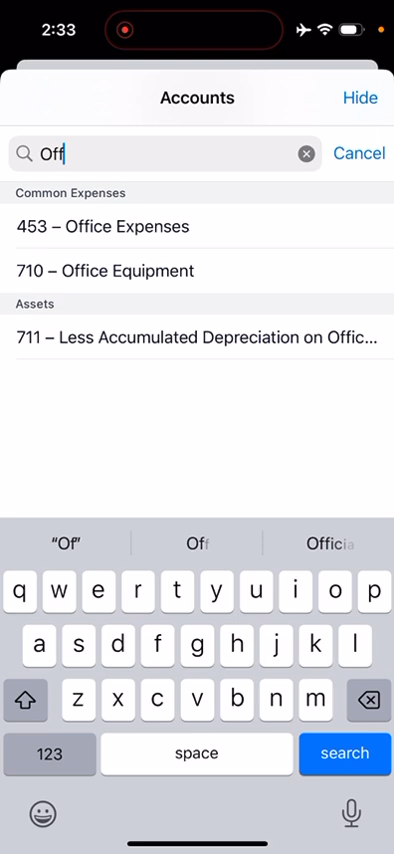 2:33
Accounts
Hide
Off
Cancel
Common Expenses
453 – Office Expenses
710 – Office Equipment
Assets
711 – Less Accumulated Depreciation on Offic...
“Of” Off Officia
q w e r t y u i o p
a s d f g h j k l
z x c v b n m
123 space search